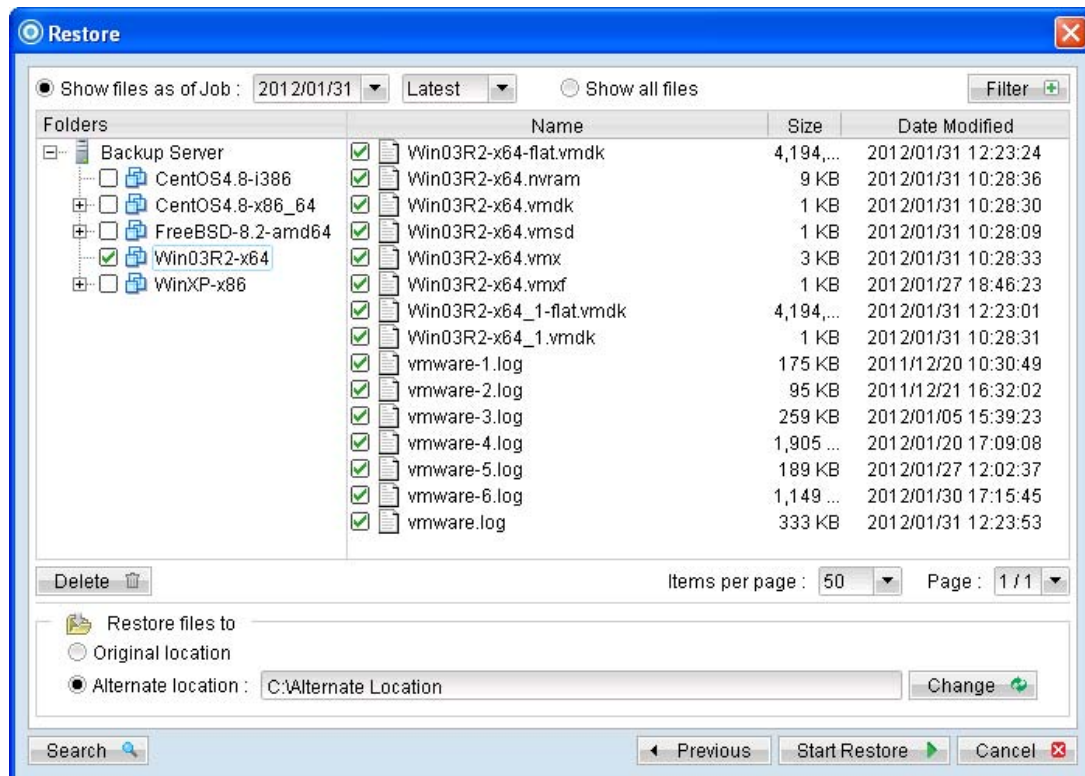 Restore
Show files as of Job : 2012/01/31 Latest Show all files Filter
Folders Name Size Date Modified
Backup Server
CentOS4.8-i386
CentOS4.8-x86_64
FreeBSD-8.2-amd64
Win03R2-x64
WinXP-x86
Win03R2-x64-flat.vmdk 4,194,... 2012/01/31 12:23:24
Win03R2-x64.nvram 9 KB 2012/01/31 10:28:36
Win03R2-x64.vmdk 1 KB 2012/01/31 10:28:30
Win03R2-x64.vmsd 1 KB 2012/01/31 10:28:09
Win03R2-x64.vmx 3 KB 2012/01/31 10:28:33
Win03R2-x64.vmxf 1 KB 2012/01/27 18:46:23
Win03R2-x64_1-flat.vmdk 4,194,... 2012/01/31 12:23:01
Win03R2-x64_1.vmdk 1 KB 2012/01/31 10:28:31
vmware-1.log 175 KB 2011/12/20 10:30:49
vmware-2.log 95 KB 2011/12/21 16:32:02
vmware-3.log 259 KB 2012/01/05 15:39:23
vmware-4.log 1,905 ... 2012/01/20 17:09:08
vmware-5.log 189 KB 2012/01/27 12:02:37
vmware-6.log 1,149 ... 2012/01/30 17:15:45
vmware.log 333 KB 2012/01/31 12:23:53
Delete Items per page : 50 Page : 1 / 1
Restore files to
Original location
Alternate location : C:\Alternate Location Change
Search Previous Start Restore Cancel